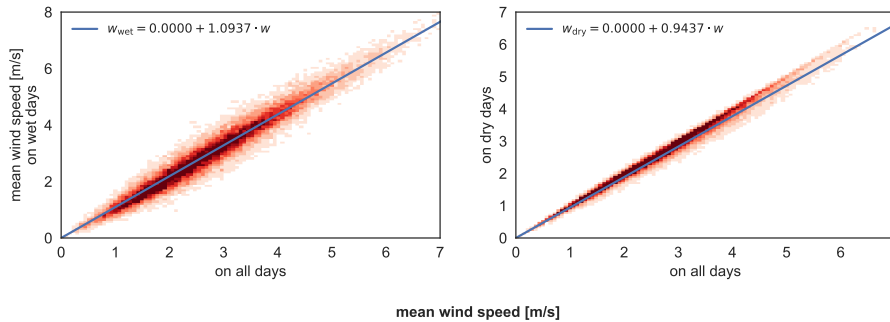 w_wet = 0.0000 + 1.0937 · w
8
6
4
2
0
mean wind speed [m/s]
on wet days
0 1 2 3 4 5 6 7
on all days
w_dry = 0.0000 + 0.9437 · w
7
6
5
4
3
2
1
0
on dry days
0 1 2 3 4 5 6
on all days
mean wind speed [m/s]